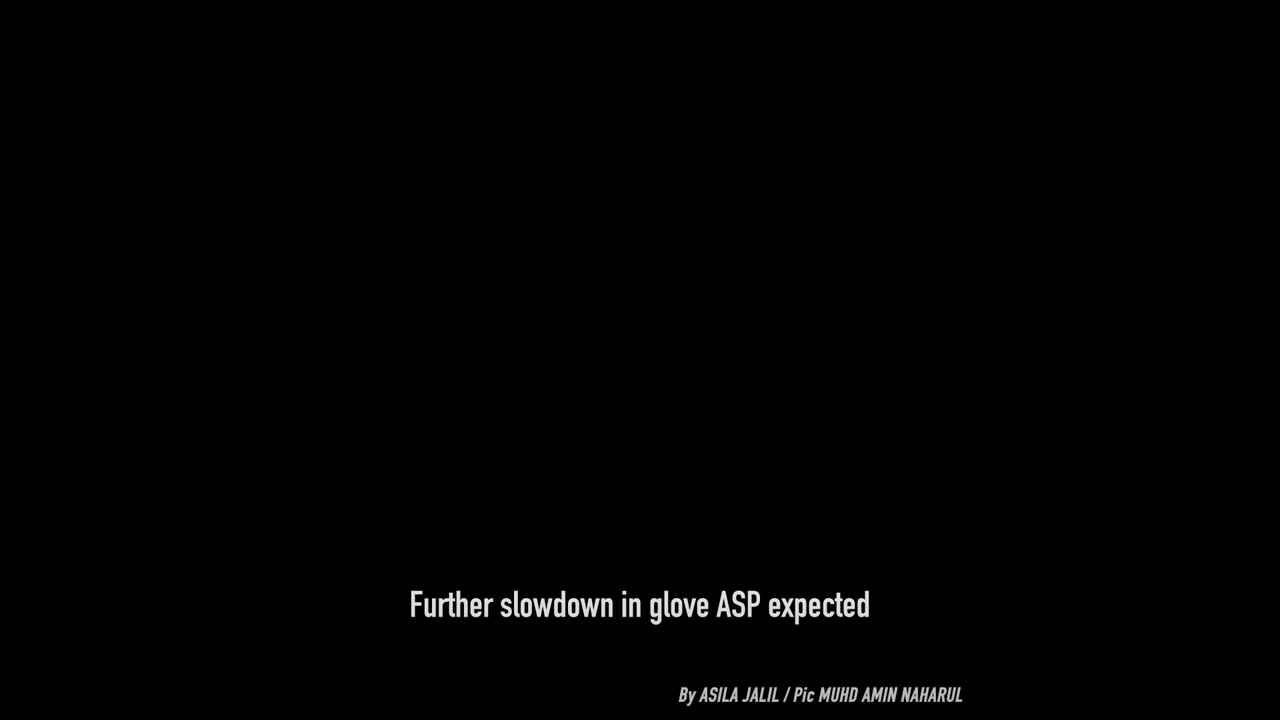 Further slowdown in glove ASP expected
By ASILA JALIL / Pic MUHD AMIN NAHARUL